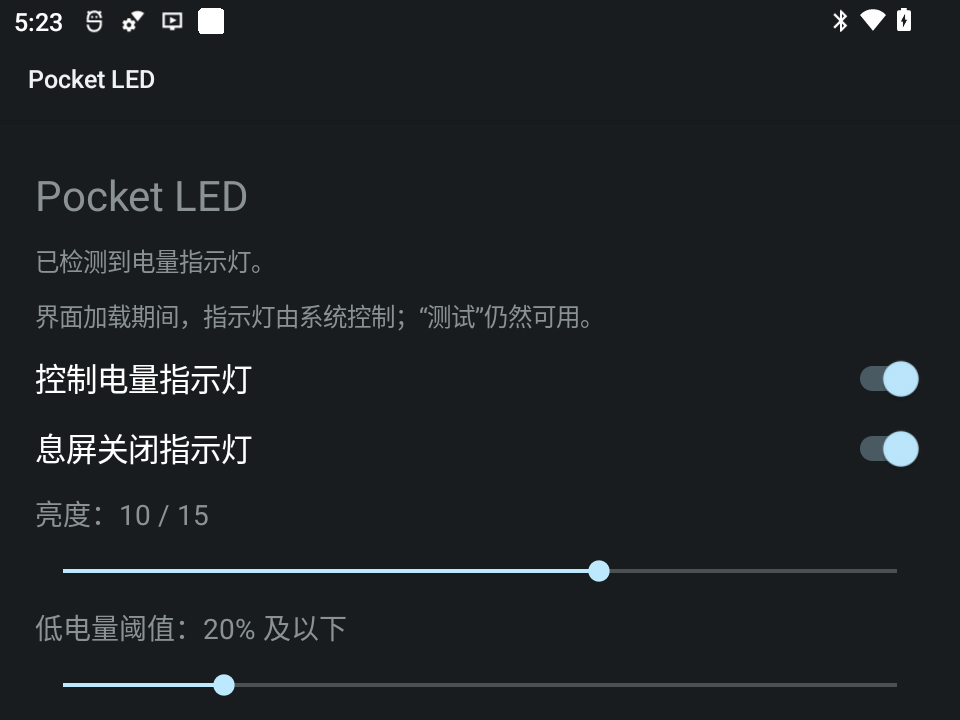 5:23
Pocket LED
Pocket LED
已检测到电量指示灯。
界面加载期间，指示灯由系统控制；“测试”仍然可用。
控制电量指示灯
息屏关闭指示灯
亮度：10 / 15
低电量阈值：20% 及以下